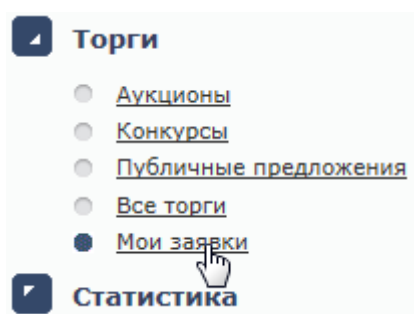 Торги
Аукционы
Конкурсы
Публичные предложения
Все торги
Мои заявки
Статистика